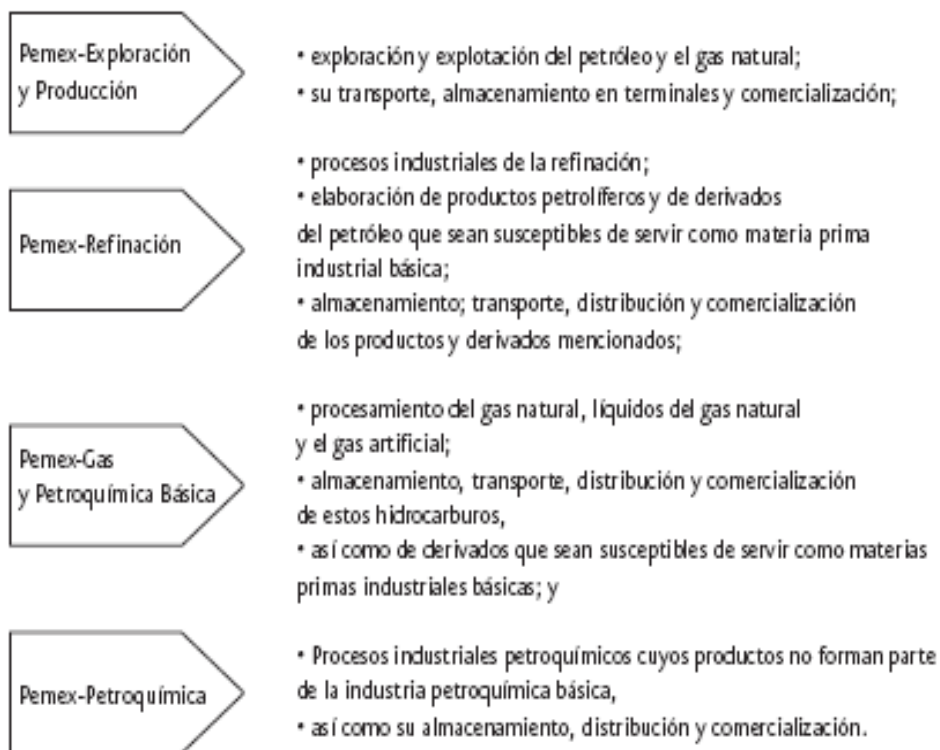 Pemex-Exploración
y Producción
• exploración y explotación del petróleo y el gas natural;
• su transporte, almacenamiento en terminales y comercialización;
Pemex-Refinación
• procesos industriales de la refinación;
• elaboración de productos petrolíferos y de derivados
del petróleo que sean susceptibles de servir como materia prima
industrial básica;
• almacenamiento; transporte, distribución y comercialización
de los productos y derivados mencionados;
Pemex-Gas
y Petroquímica Básica
• procesamiento del gas natural, líquidos del gas natural
y el gas artificial;
• almacenamiento, transporte, distribución y comercialización
de estos hidrocarburos,
• así como de derivados que sean susceptibles de servir como materias
primas industriales básicas; y
Pemex-Petroquímica
• Procesos industriales petroquímicos cuyos productos no forman parte
de la industria petroquímica básica,
• así como su almacenamiento, distribución y comercialización.